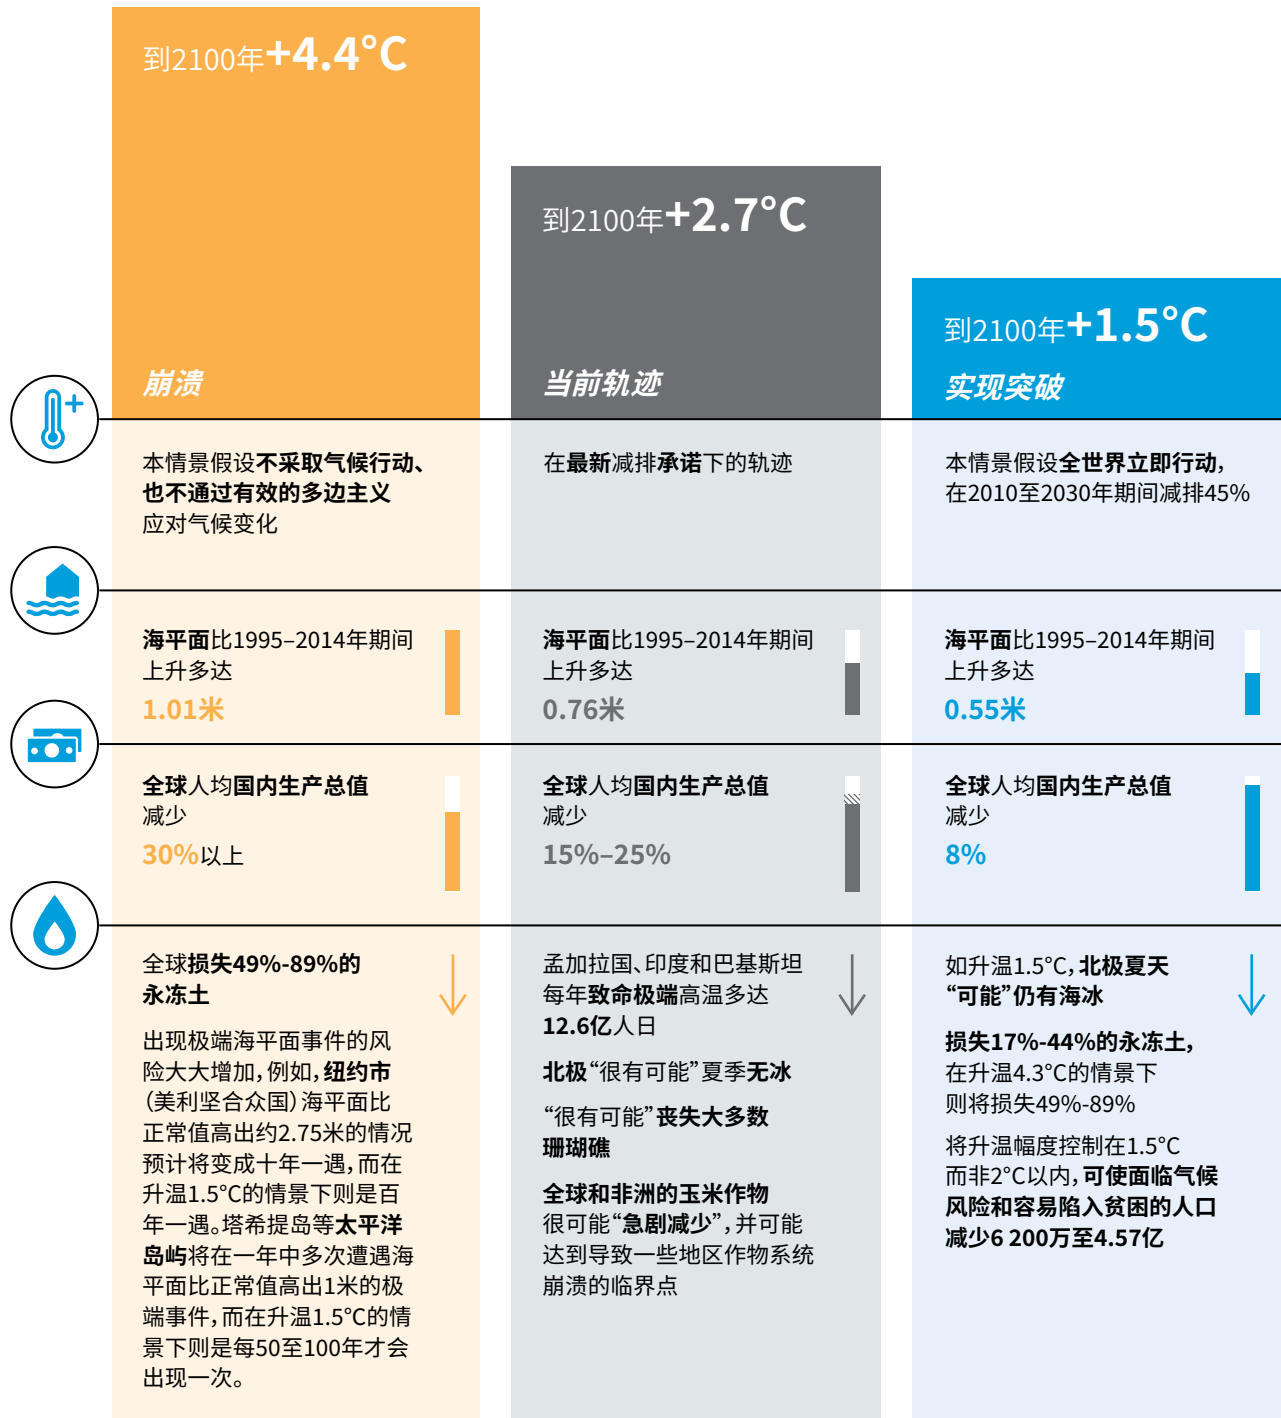 到2100年+4.4°C
崩溃
本情景假设不采取气候行动、
也不通过有效的多边主义
应对气候变化
海平面比1995–2014年期间
上升多达
1.01米
全球人均国内生产总值
减少
30%以上
全球损失49%-89%的
永冻土
出现极端海平面事件的风
险大大增加，例如，纽约市
（美利坚合众国）海平面比
正常值高出约2.75米的情况
预计将变成十年一遇，而在
升温1.5°C的情景下则是百
年一遇。塔希提岛等太平洋
岛屿将在一年中多次遭遇海
平面比正常值高出1米的极
端事件，而在升温1.5°C的情
景下则是每50至100年才会
出现一次。
到2100年+2.7°C
当前轨迹
在最新减排承诺下的轨迹
海平面比1995–2014年期间
上升多达
0.76米
全球人均国内生产总值
减少
15%–25%
孟加拉国、印度和巴基斯坦
每年致命极端高温多达
12.6亿人日
北极“很有可能”夏季无冰
“很有可能”丧失大多数
珊瑚礁
全球和非洲的玉米作物
很可能“急剧减少”，并可能
达到导致一些地区作物系统
崩溃的临界点
到2100年+1.5°C
实现突破
本情景假设全世界立即行动，
在2010至2030年期间减排45%
海平面比1995–2014年期间
上升多达
0.55米
全球人均国内生产总值
减少
8%
如升温1.5°C，北极夏天
“可能”仍有海冰
损失17%-44%的永冻土，
在升温4.3°C的情景下
则将损失49%-89%
将升温幅度控制在1.5°C
而非2°C以内，可使面临气候
风险和容易陷入贫困的人口
减少6 200万至4.57亿